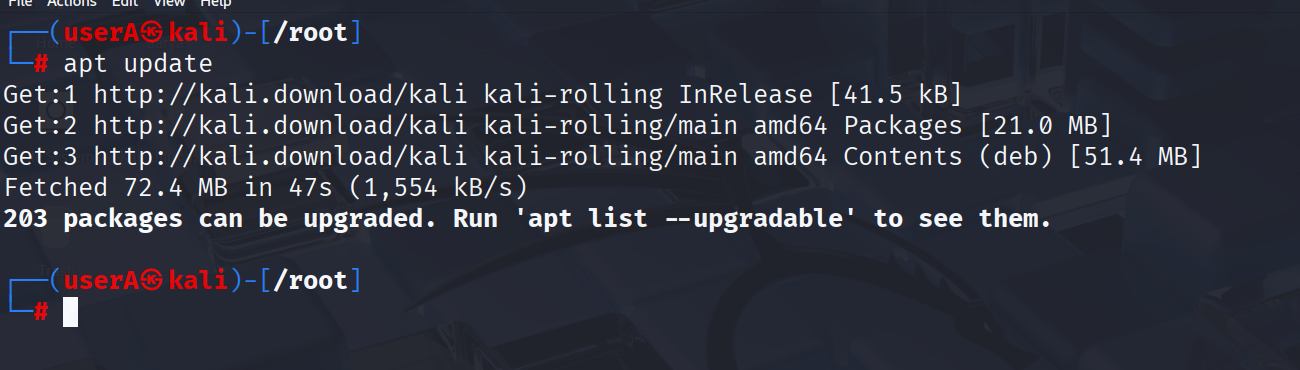 File Actions Edit View Help
┌──(userA㉿kali)-[/root]
└─# apt update
Get:1 http://kali.download/kali kali-rolling InRelease [41.5 kB]
Get:2 http://kali.download/kali kali-rolling/main amd64 Packages [21.0 MB]
Get:3 http://kali.download/kali kali-rolling/main amd64 Contents (deb) [51.4 MB]
Fetched 72.4 MB in 47s (1,554 kB/s)
203 packages can be upgraded. Run 'apt list --upgradable' to see them.
┌──(userA㉿kali)-[/root]
└─#